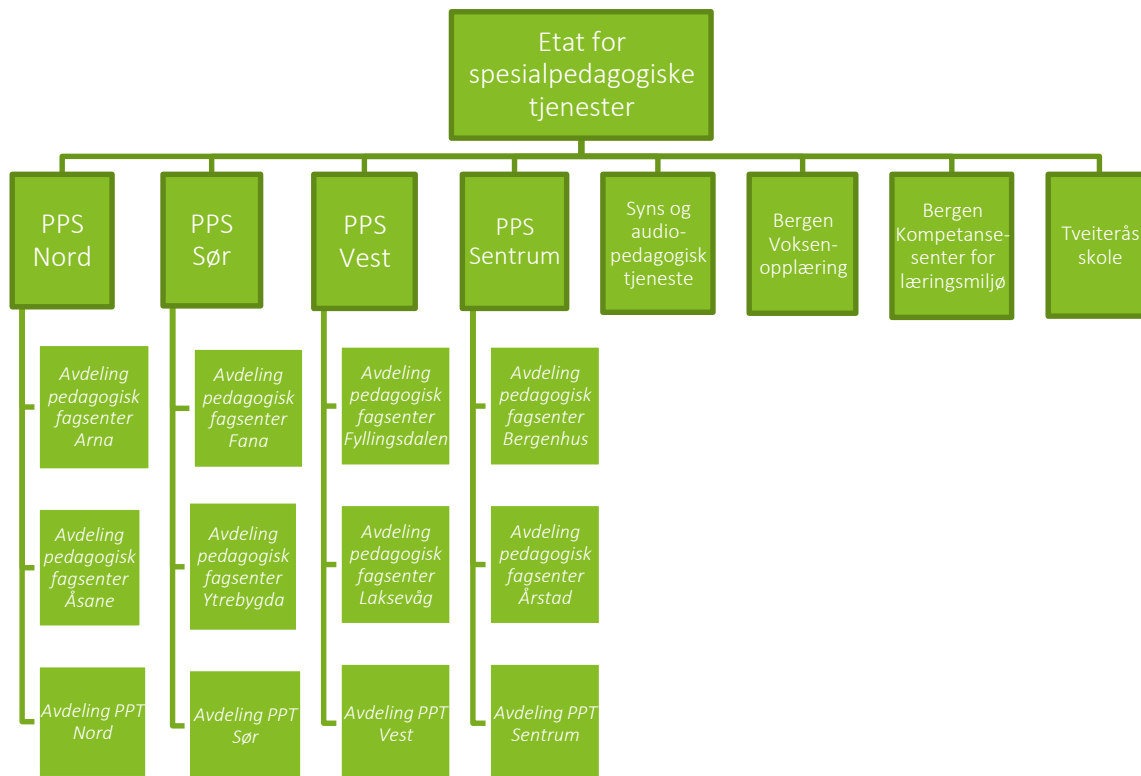 Etat for
spesialpedagogiske
tjenester
PPS
Nord
PPS
Sør
PPS
Vest
PPS
Sentrum
Syns og
audio-
pedagogisk
tjeneste
Bergen
Voksen-
opplæring
Bergen
Kompetanse-
senter for
læringsmiljø
Tveiterås
skole
Avdeling
pedagogisk
fagsenter
Arna
Avdeling
pedagogisk
fagsenter
Fana
Avdeling
pedagogisk
fagsenter
Fyllingsdalen
Avdeling
pedagogisk
fagsenter
Bergenhus
Avdeling
pedagogisk
fagsenter
Åsane
Avdeling
pedagogisk
fagsenter
Ytrebygda
Avdeling
pedagogisk
fagsenter
Laksevåg
Avdeling
pedagogisk
fagsenter
Årstad
Avdeling PPT
Nord
Avdeling PPT
Sør
Avdeling PPT
Vest
Avdeling PPT
Sentrum